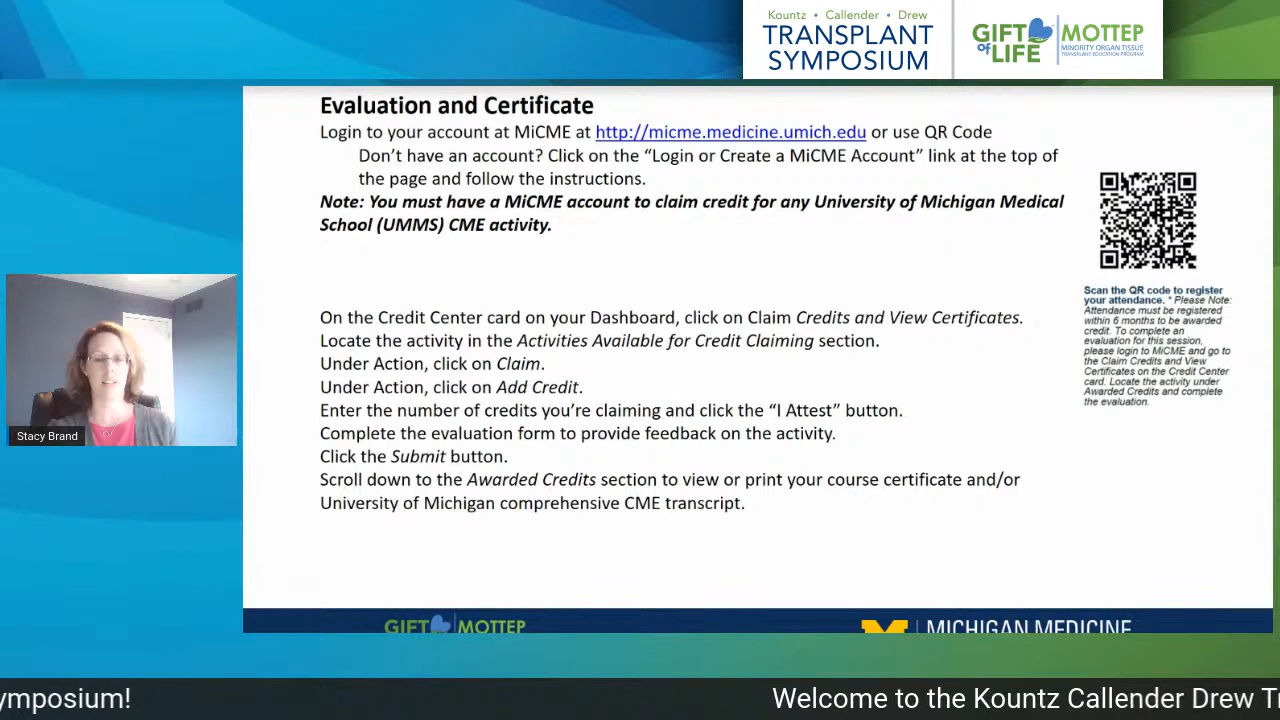 Kountz • Callender • Drew
TRANSPLANT
SYMPOSIUM
GIFT of LIFE
MOTTEP
MINORITY ORGAN TISSUE
TRANSPLANT EDUCATION PROGRAM
Evaluation and Certificate
Login to your account at MiCME at http://micme.medicine.umich.edu or use QR Code
Don’t have an account? Click on the “Login or Create a MiCME Account” link at the top of
the page and follow the instructions.
Note: You must have a MiCME account to claim credit for any University of Michigan Medical
School (UMMS) CME activity.
On the Credit Center card on your Dashboard, click on Claim Credits and View Certificates.
Locate the activity in the Activities Available for Credit Claiming section.
Under Action, click on Claim.
Under Action, click on Add Credit.
Enter the number of credits you’re claiming and click the “I Attest” button.
Complete the evaluation form to provide feedback on the activity.
Click the Submit button.
Scroll down to the Awarded Credits section to view or print your course certificate and/or
University of Michigan comprehensive CME transcript.
Scan the QR code to register
your attendance. * Please Note:
Attendance must be registered
within 6 months to be awarded
credit. To complete an
evaluation for this session,
please login to MiCME and go to
the Claim Credits and View
Certificates on the Credit Center
card. Locate the activity under
Awarded Credits and complete
the evaluation.
Stacy Brand
GIFT MOTTEP
M MICHIGAN MEDICINE
ymposium!
Welcome to the Kountz Callender Drew Tr